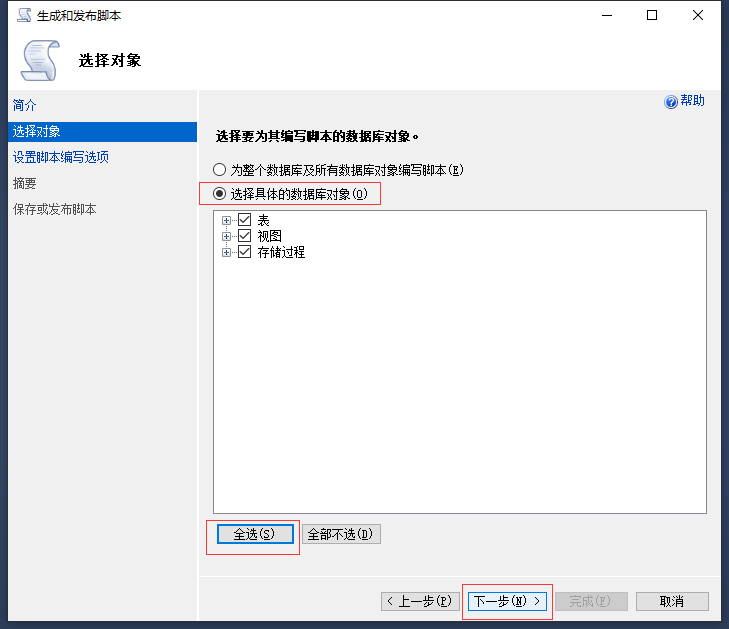 生成和发布脚本
选择对象
简介
选择对象
设置脚本编写选项
摘要
保存或发布脚本
帮助
选择要为其编写脚本的数据库对象。
为整个数据库及所有数据库对象编写脚本(E)
选择具体的数据库对象(O)
表
视图
存储过程
全选(S) 全部不选(D)
< 上一步(P) 下一步(N) > 完成(F) 取消